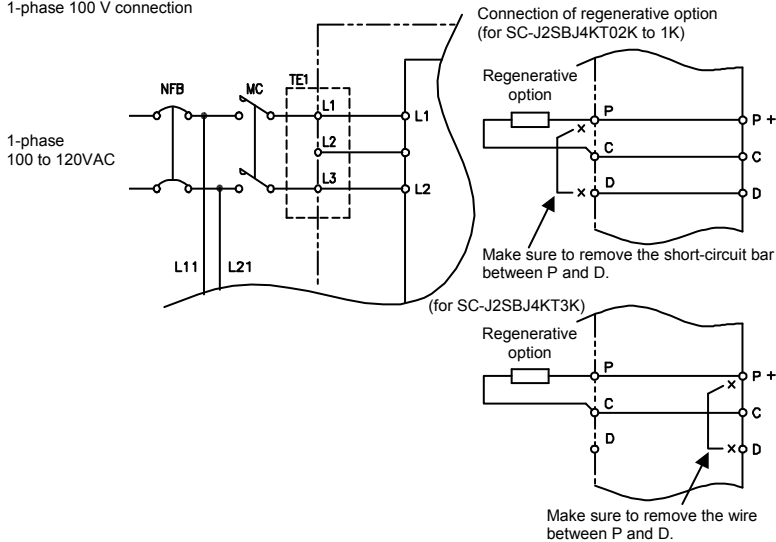 1-phase 100 V connection
NFB
MC
TE1
L1
L1
L2
L3
L2
1-phase
100 to 120VAC
L11
L21
Connection of regenerative option
(for SC-J2SBJ4KT02K to 1K)
Regenerative
option
P
P +
C
C
D
D
Make sure to remove the short-circuit bar
between P and D.
(for SC-J2SBJ4KT3K)
Regenerative
option
P
P +
C
C
D
D
Make sure to remove the wire
between P and D.